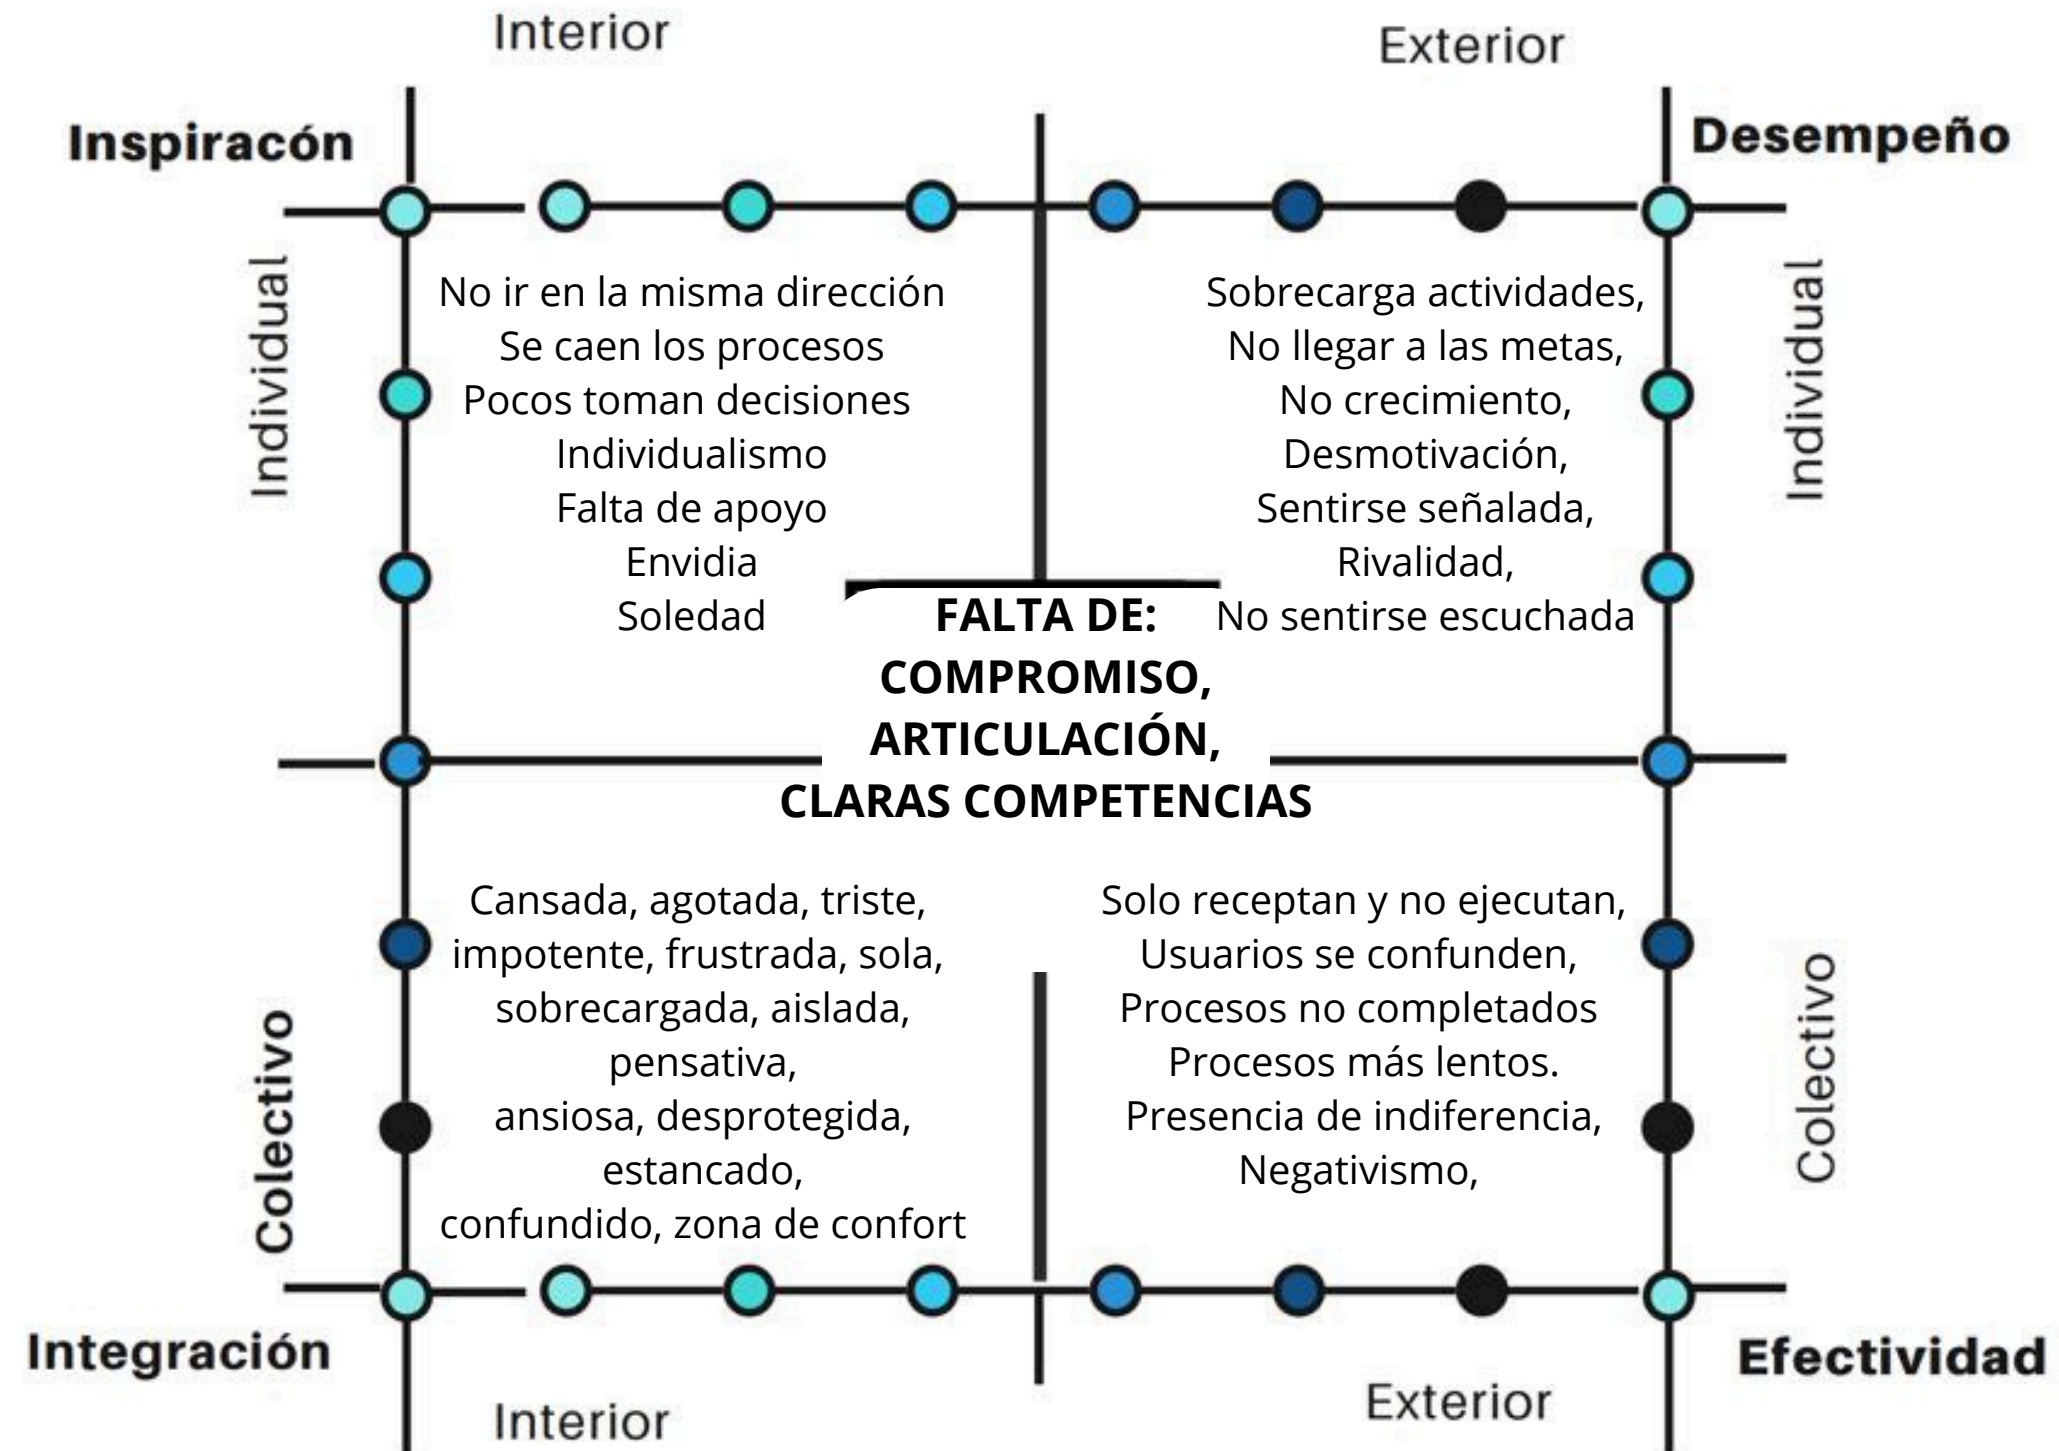 Interior
Exterior
Inspiracón
Desempeño
Individual
No ir en la misma dirección
Se caen los procesos
Pocos toman decisiones
Individualismo
Falta de apoyo
Envidia
Soledad
Sobrecarga actividades,
No llegar a las metas,
No crecimiento,
Desmotivación,
Sentirse señalada,
Rivalidad,
No sentirse escuchada
Individual
FALTA DE:
COMPROMISO,
ARTICULACIÓN,
CLARAS COMPETENCIAS
Colectivo
Cansada, agotada, triste,
impotente, frustrada, sola,
sobrecargada, aislada,
pensativa,
ansiosa, desprotegida,
estancado,
confundido, zona de confort
Solo receptan y no ejecutan,
Usuarios se confunden,
Procesos no completados
Procesos más lentos.
Presencia de indiferencia,
Negativismo,
Colectivo
Integración
Efectividad
Interior
Exterior